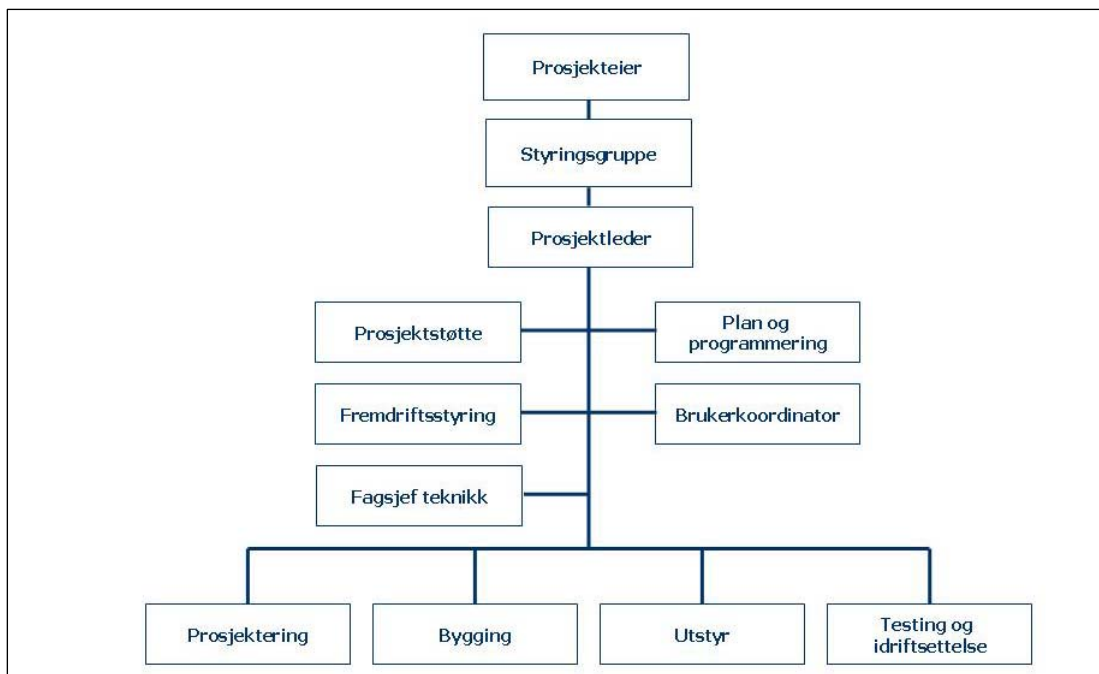 Prosjekteier
Styringsgruppe
Prosjektleder
Prosjektstøtte
Plan og
programmering
Fremdriftsstyring
Brukerkoordinator
Fagsjef teknikk
Prosjektering
Bygging
Utstyr
Testing og
idriftsettelse